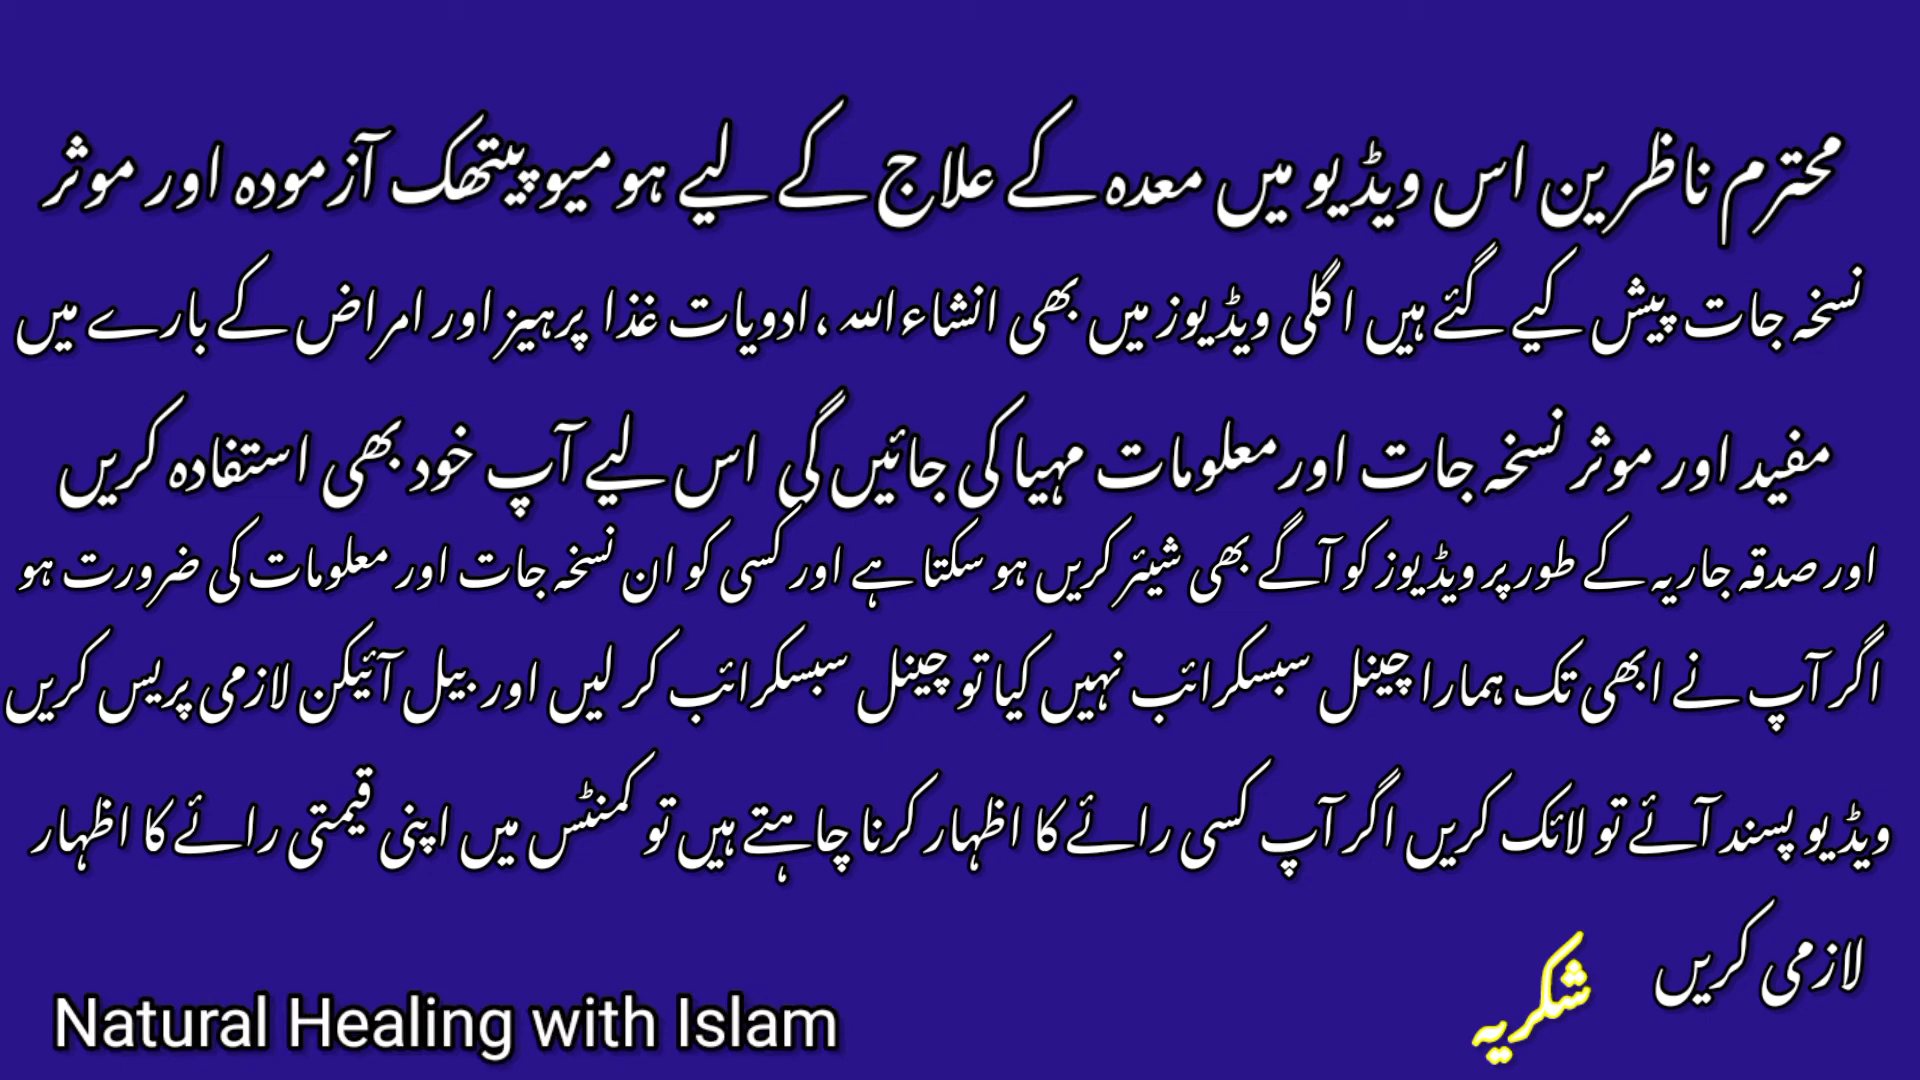 محترم ناظرین اس ویڈیو میں معدہ کے علاج کے لیے ہومیوپیتھک آزمودہ اور موثر
نسخہ جات پیش کیے گئے ہیں اگلی ویڈیوز میں بھی انشاء اللہ ، ادویات غذا پرہیز اور امراض کے بارے میں
مفید اور موثر نسخہ جات اور معلومات مہیا کی جائیں گی اس لیے آپ خود بھی استفادہ کریں
اور صدقہ جاریہ کے طور پر ویڈیوز کو آگے بھی شیئر کریں ہو سکتا ہے اور کسی کو ان نسخہ جات اور معلومات کی ضرورت ہو
اگر آپ نے ابھی تک ہمارا چینل سبسکرائب نہیں کیا تو چینل سبسکرائب کر لیں اور بیل آئیکن لازمی پریس کریں
ویڈیو پسند آئے تو لائک کریں اگر آپ کسی رائے کا اظہار کرنا چاہتے ہیں تو کمنٹس میں اپنی قیمتی رائے کا اظہار
لازمی کریں
شکریہ
Natural Healing with Islam